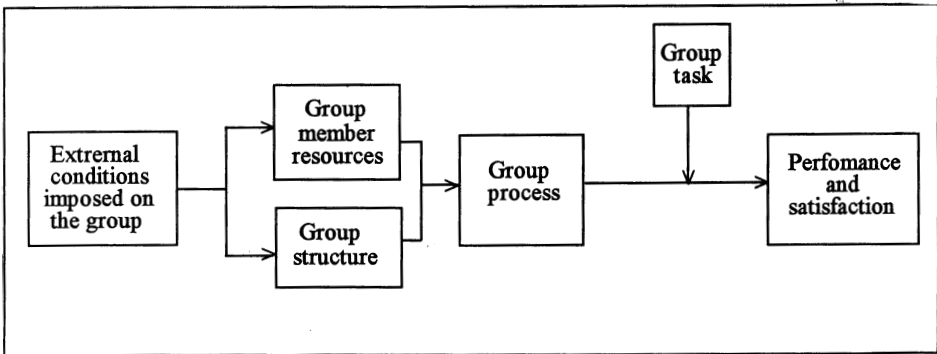 Extrernal
conditions
imposed on
the group
Group
member
resources
Group
structure
Group
process
Group
task
Perfomance
and
satisfaction